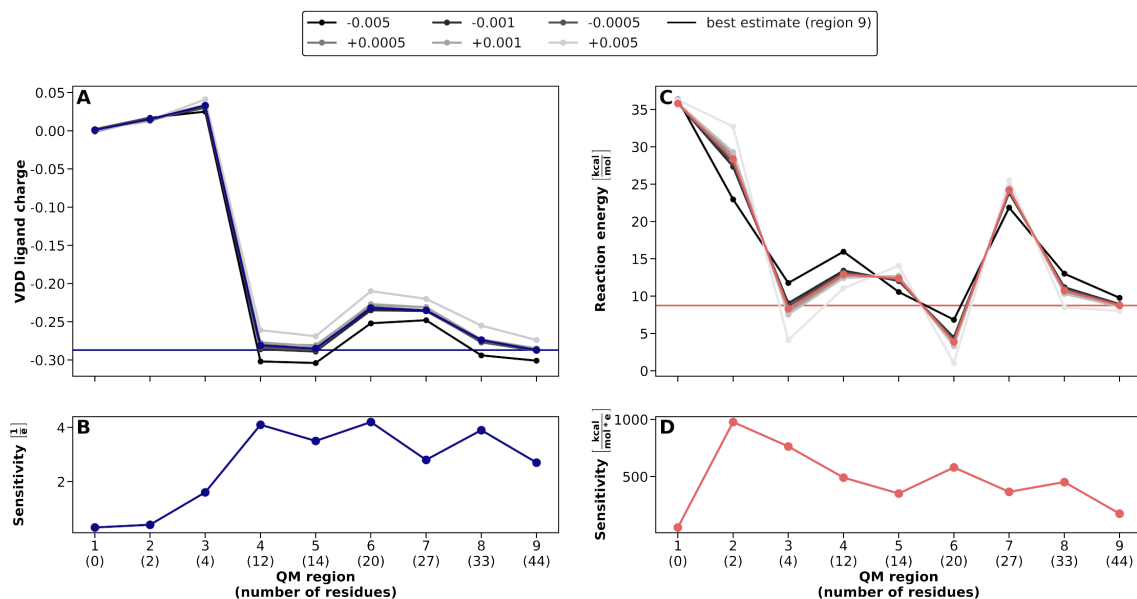 -0.005 -0.001 -0.0005 best estimate (region 9)
+0.0005 +0.001 +0.005
A
VDD ligand charge
0.05
0.00
-0.05
-0.10
-0.15
-0.20
-0.25
-0.30
B
Sensitivity [1/e]
4
2
1 2 3 4 5 6 7 8 9
(0) (2) (4) (12) (14) (20) (27) (33) (44)
QM region
(number of residues)
C
Reaction energy [kcal/mol]
35
30
25
20
15
10
5
0
D
Sensitivity [kcal/mol*e]
1000
500
1 2 3 4 5 6 7 8 9
(0) (2) (4) (12) (14) (20) (27) (33) (44)
QM region
(number of residues)